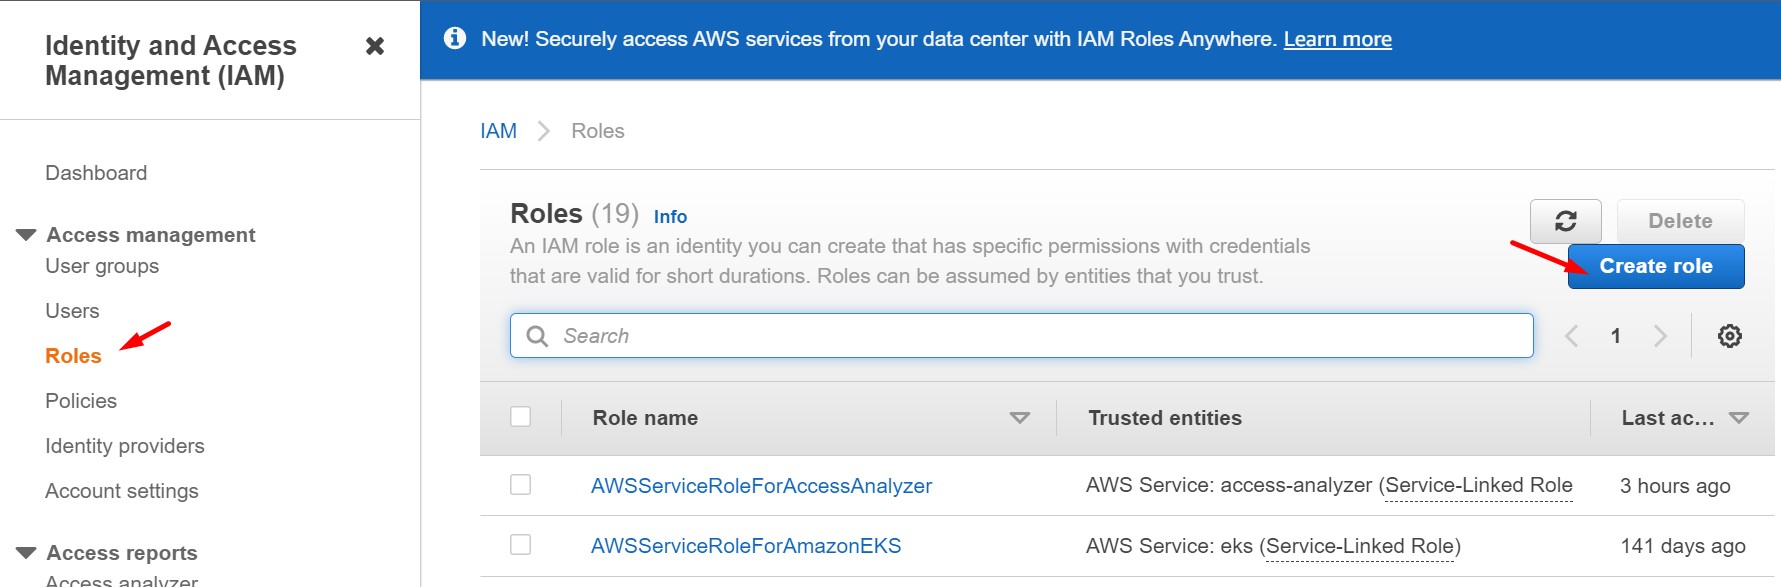 Identity and Access
Management (IAM)
Dashboard
Access management
User groups
Users
Roles
Policies
Identity providers
Account settings
Access reports
Access analyzer
New! Securely access AWS services from your data center with IAM Roles Anywhere. Learn more
IAM Roles
Roles (19) Info
An IAM role is an identity you can create that has specific permissions with credentials
that are valid for short durations. Roles can be assumed by entities that you trust.
Delete
Create role
Search
1
Role name Trusted entities Last ac...
AWSServiceRoleForAccessAnalyzer AWS Service: access-analyzer (Service-Linked Role 3 hours ago
AWSServiceRoleForAmazonEKS AWS Service: eks (Service-Linked Role) 141 days ago